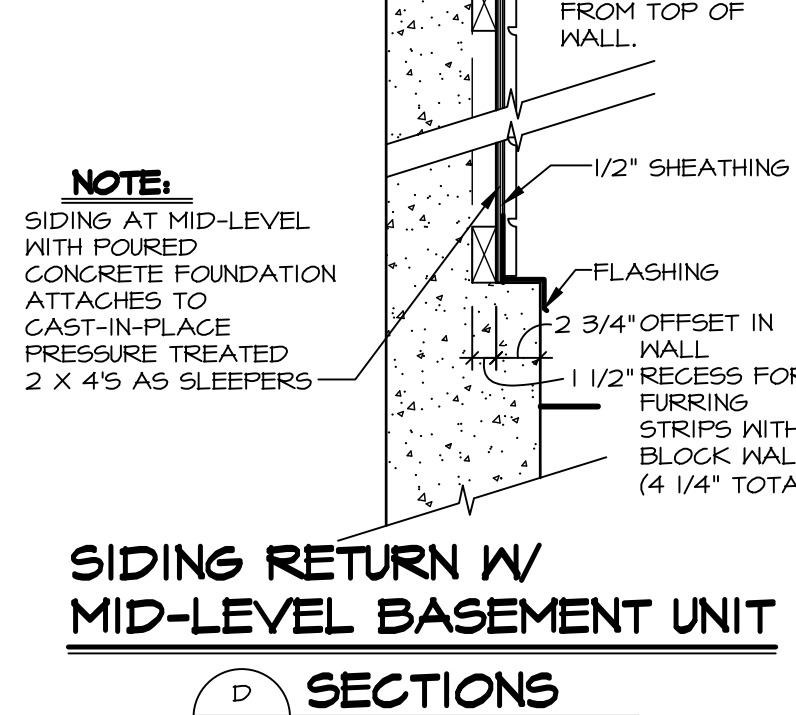 FROM TOP OF
WALL.
1/2" SHEATHING
NOTE:
SIDING AT MID-LEVEL
WITH POURED
CONCRETE FOUNDATION
ATTACHES TO
CAST-IN-PLACE
PRESSURE TREATED
2 X 4'S AS SLEEPERS
FLASHING
2 3/4" OFFSET IN
WALL
1 1/2" RECESS FOR
FURRING
STRIPS WITH
BLOCK WAL
(4 1/4" TOTA
SIDING RETURN W/
MID-LEVEL BASEMENT UNIT
D
SECTIONS